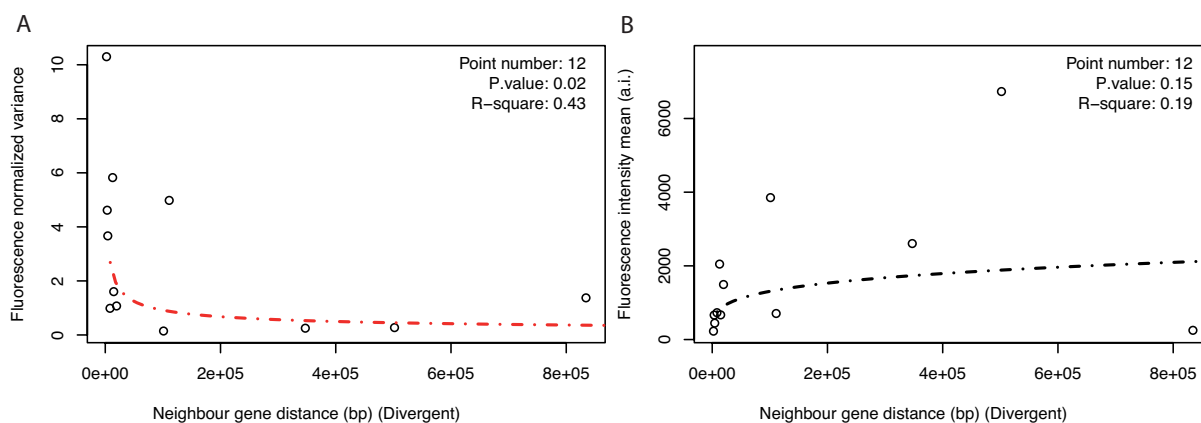 A
Point number: 12
P.value: 0.02
R−square: 0.43
Fluorescence normalized variance
10
8
6
4
2
0
0e+00 2e+05 4e+05 6e+05 8e+05
Neighbour gene distance (bp) (Divergent)
B
Point number: 12
P.value: 0.15
R−square: 0.19
Fluorescence intensity mean (a.i.)
6000
4000
2000
0
0e+00 2e+05 4e+05 6e+05 8e+05
Neighbour gene distance (bp) (Divergent)